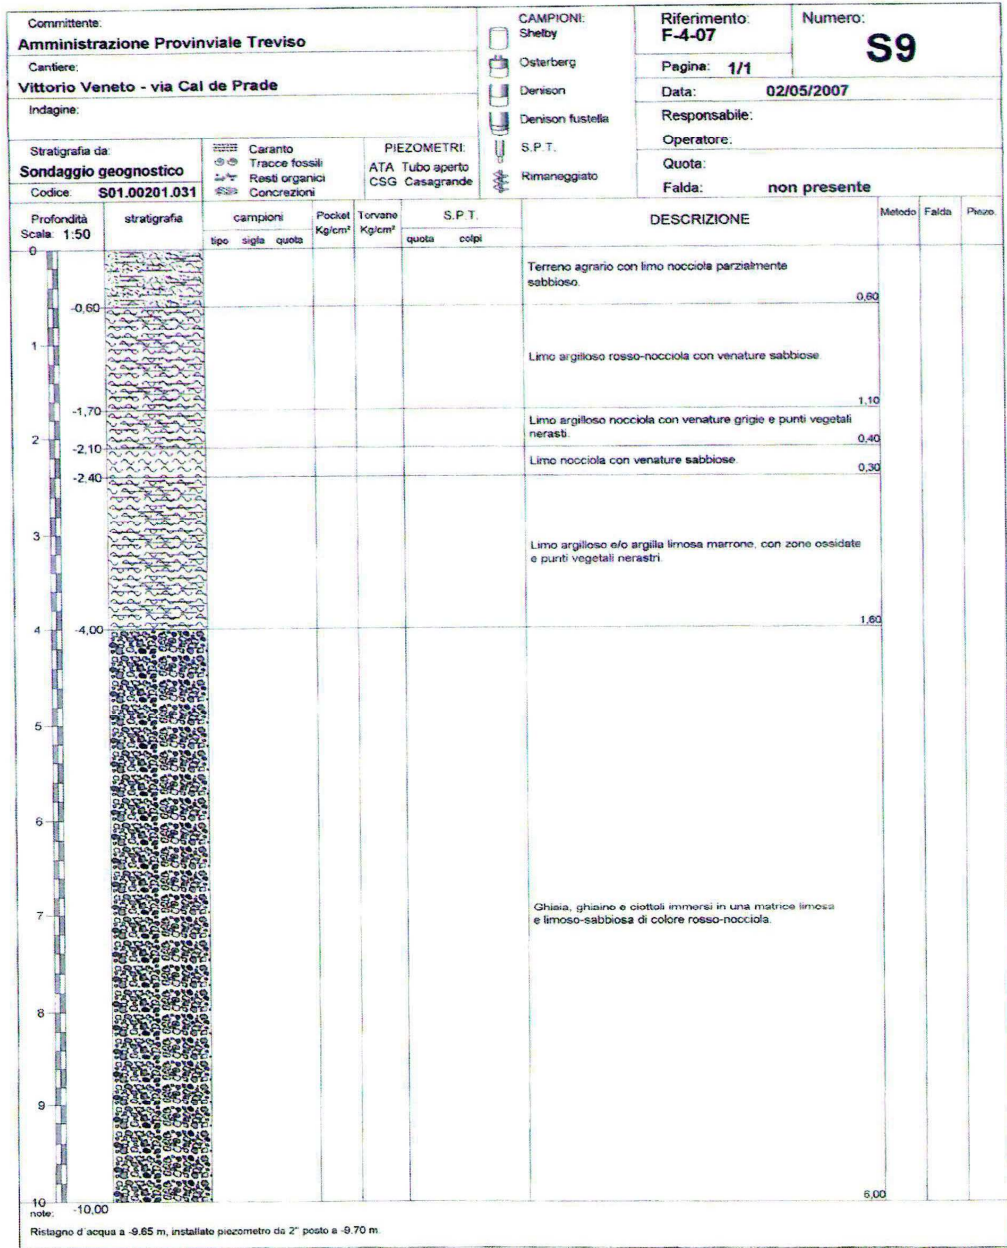 Committente:
Amministrazione Provinviale Treviso
Cantiere:
Vittorio Veneto - via Cal de Prade
Indagine:
CAMPIONI:
Shelby
Osterberg
Denison
Denison fustella
S.P.T.
Rimaneggiato
Riferimento:
F-4-07
Numero:
S9
Pagina: 1/1
Data: 02/05/2007
Responsabile:
Operatore:
Quota:
Falda: non presente
Stratigrafia da:
Sondaggio geognostico
Codice: S01.00201.031
Caranto
Tracce fossili
Resti organici
Concrezioni
PIEZOMETRI:
ATA Tubo aperto
CSG Casagrande
Profondità
Scala: 1:50
stratigrafia
campioni
tipo sigla quota
Pocket
Kg/cm²
Torvane
Kg/cm²
S.P.T.
quota colpi
DESCRIZIONE
Metodo
Falda
Piezo.
0
Terreno agrario con limo nocciola parzialmente
sabbioso.
0,60
-0,60
1
Limo argilloso rosso-nocciola con venature sabbiose
1,10
-1,70
Limo argilloso nocciola con venature grigie e punti vegetali
nerasti.
0,40
2
-2,10
Limo nocciola con venature sabbiose.
0,30
-2,40
3
Limo argilloso e/o argilla limosa marrone, con zone ossidate
e punti vegetali nerastri.
1,60
4
-4,00
5
6
7
Ghiaia, ghiaino e ciottoli immersi in una matrice limosa
e limoso-sabbiosa di colore rosso-nocciola.
8
9
6,00
10
-10,00
note:
Ristagno d'acqua a -9.65 m, installato piezometro da 2" posto a -9.70 m.